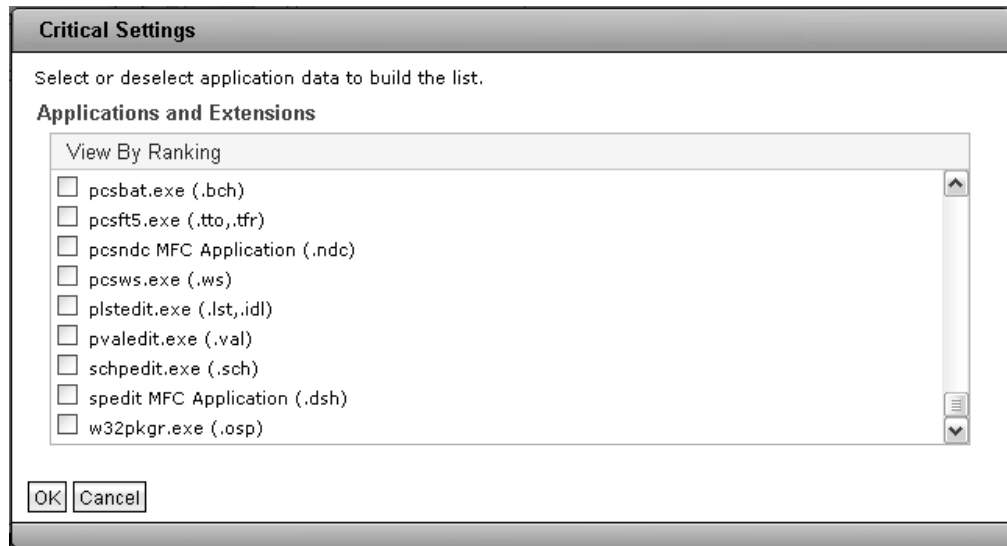 Critical Settings
Select or deselect application data to build the list.
Applications and Extensions
View By Ranking
pcsbat.exe (.bch)
pcsft5.exe (.tto,.tfr)
pcsndc MFC Application (.ndc)
pcsws.exe (.ws)
plstedit.exe (.lst,.idl)
pvaledit.exe (.val)
schpedit.exe (.sch)
spedit MFC Application (.dsh)
w32pkgr.exe (.osp)
OK Cancel